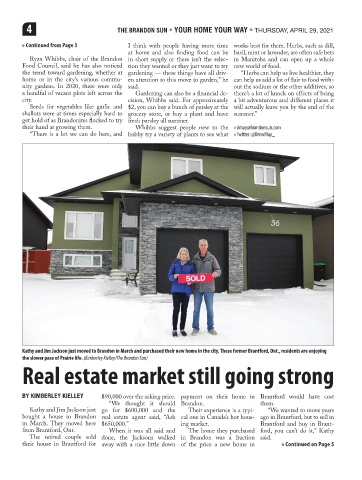 4
THE BRANDON SUN • YOUR HOME YOUR WAY • THURSDAY, APRIL 29, 2021
» Continued from Page 3
Ryan Whibbs, chair of the Brandon
Food Council, said he has also noticed
the trend toward gardening, whether at
home or in the city's various commu-
nity gardens. In 2020, there were only
a handful of vacant plots left across the
city.
Seeds for vegetables like garlic and
shallots were at times especially hard to
get hold of as Brandonites flocked to try
their hand at growing them.
"There is a lot we can do here, and
I think with people having more time
at home and also finding food can be
in short supply or there isn't the selec-
tion they wanted or they just want to try
gardening — these things have all driv-
en attention to this move to garden," he
said.
Gardening can also be a financial de-
cision, Whibbs said. For approximately
$2, you can buy a bunch of parsley at the
grocery store, or buy a plant and have
fresh parsley all summer.
Whibbs suggest people new to the
hobby try a variety of plants to see what
works best for them. Herbs, such as dill,
basil, mint or lavender, are often safe bets
in Manitoba and can open up a whole
new world of food.
"Herbs can help us live healthier, they
can help us add a lot of flair to food with-
out the sodium or the other additives, so
there's a lot of knock on effects of being
a bit adventurous and different places it
will actually leave you by the end of the
summer."
36
SOLD
Kathy and Jim Jackson just moved to Brandon in March and purchased their new home in the city. These former Brantford, Ont., residents are enjoying
the slower pace of Prairie life. (Kimberley Kielley/The Brandon Sun)
Real estate market still going strong
BY KIMBERLEY KIELLEY
Kathy and Jim Jackson just
bought a house in Brandon
in March. They moved here
from Brantford, Ont.
The retired couple sold
their house in Brantford for
$90,000 over the asking price.
"We thought it should
go for $600,000 and the
real estate agent said, "Ask
$650,000."
When it was all said and
done, the Jacksons walked
away with a nice little down
payment on their home in
Brandon.
Their experience is a typi-
cal one in Canada's hot hous-
ing market.
The home they purchased
in Brandon was a fraction
of the price a new home in
Brantford would have cost
them.
"We wanted to move years
ago in Brantford, but to sell in
Brantford and buy in Brant-
ford, you can't do it," Kathy
said.
» Continued on Page 5